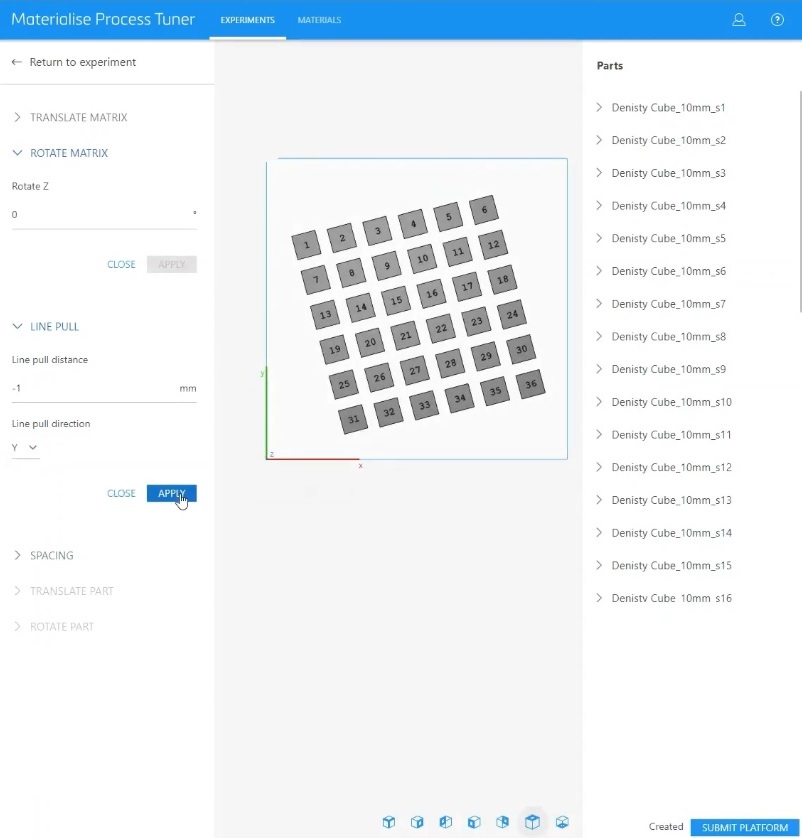 Materialise Process Tuner
EXPERIMENTS
MATERIALS
Return to experiment
TRANSLATE MATRIX
ROTATE MATRIX
Rotate Z
0 °
CLOSE APPLY
LINE PULL
Line pull distance
-1 mm
Line pull direction
Y
CLOSE APPLY
SPACING
TRANSLATE PART
ROTATE PART
1 2 3 4 5 6
7 8 9 10 11 12
13 14 15 16 17 18
19 20 21 22 23 24
25 26 27 28 29 30
31 32 33 34 35 36
y
z
x
Parts
Denisty Cube_10mm_s1
Denisty Cube_10mm_s2
Denisty Cube_10mm_s3
Denisty Cube_10mm_s4
Denisty Cube_10mm_s5
Denisty Cube_10mm_s6
Denisty Cube_10mm_s7
Denisty Cube_10mm_s8
Denisty Cube_10mm_s9
Denisty Cube_10mm_s10
Denisty Cube_10mm_s11
Denisty Cube_10mm_s12
Denisty Cube_10mm_s13
Denisty Cube_10mm_s14
Denisty Cube_10mm_s15
Denisty Cube_10mm_s16
Created
SUBMIT PLATFORM